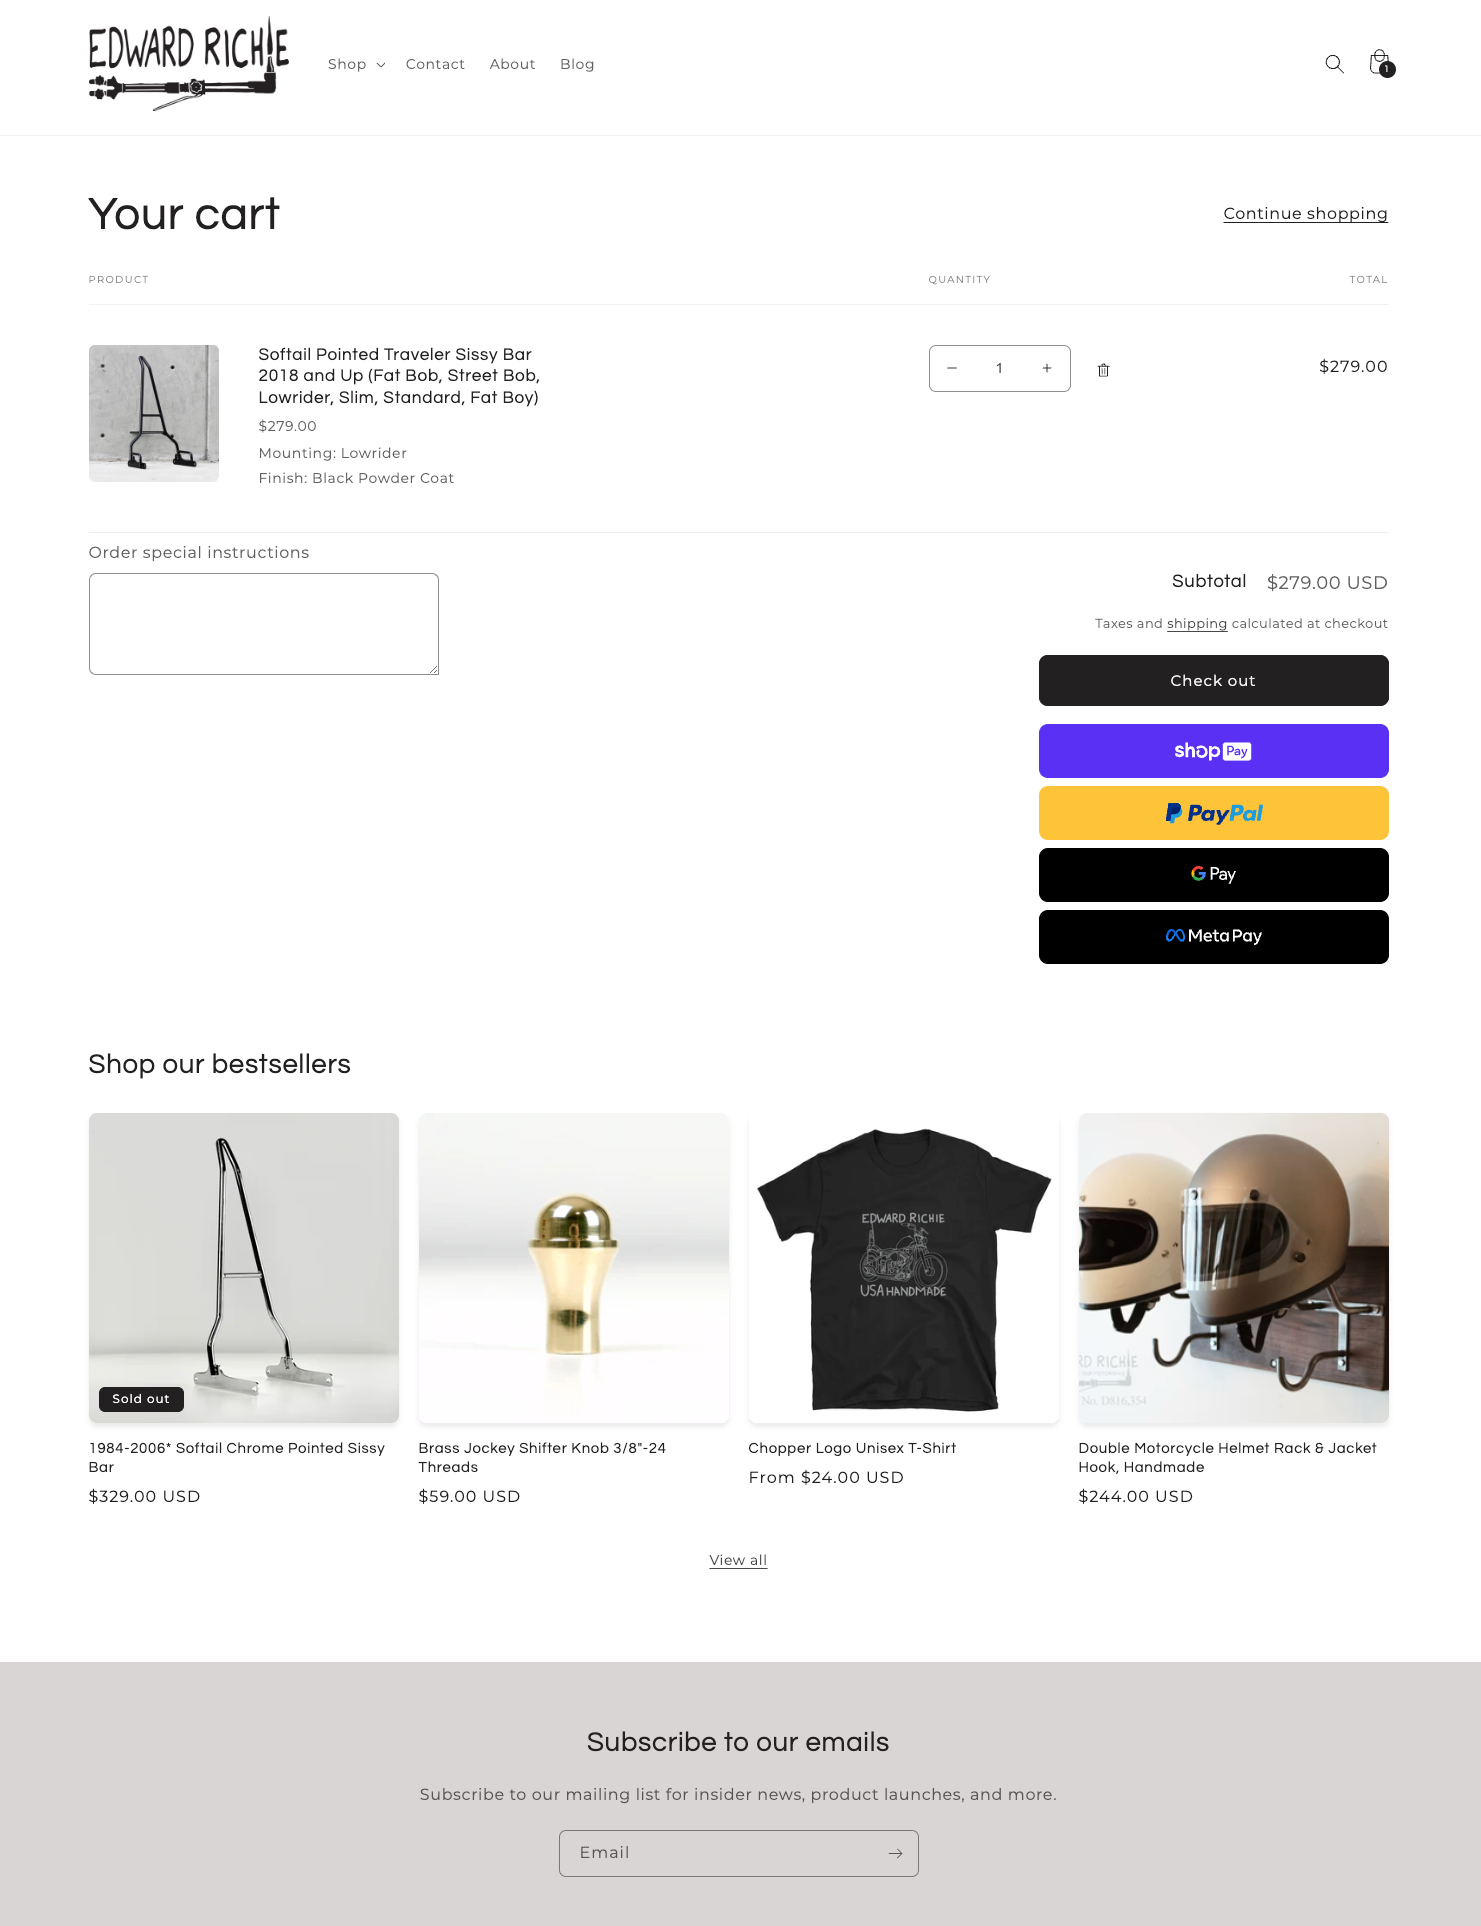 EDWARD RICHIE
Shop
Contact
About
Blog
1
Your cart
Continue shopping
PRODUCT
QUANTITY
TOTAL
Softail Pointed Traveler Sissy Bar
2018 and Up (Fat Bob, Street Bob,
Lowrider, Slim, Standard, Fat Boy)
$279.00
Mounting: Lowrider
Finish: Black Powder Coat
1
$279.00
Order special instructions
Subtotal $279.00 USD
Taxes and shipping calculated at checkout
Check out
shop Pay
PayPal
G Pay
Meta Pay
Shop our bestsellers
Sold out
1984-2006* Softail Chrome Pointed Sissy
Bar
$329.00 USD
Brass Jockey Shifter Knob 3/8"-24
Threads
$59.00 USD
EDWARD RICHIE
USA HANDMADE
Chopper Logo Unisex T-Shirt
From $24.00 USD
RD RICHIE
No. D816,354
Double Motorcycle Helmet Rack & Jacket
Hook, Handmade
$244.00 USD
View all
Subscribe to our emails
Subscribe to our mailing list for insider news, product launches, and more.
Email